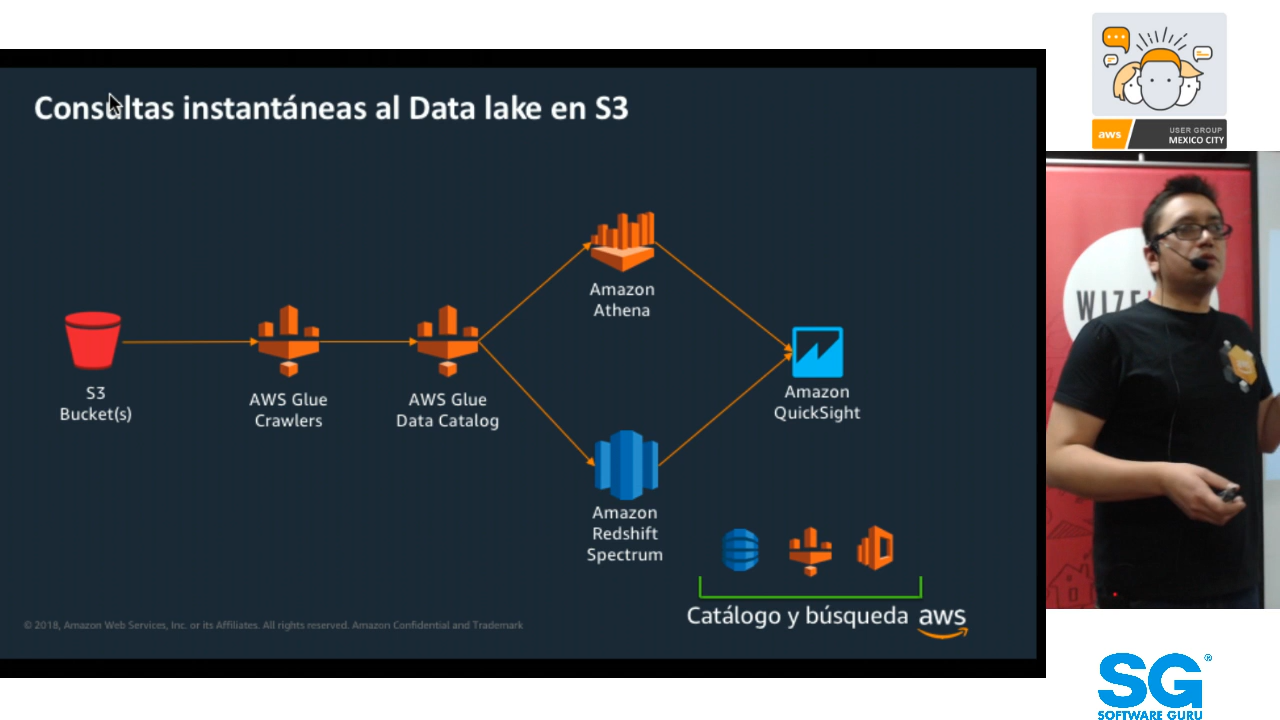 Consultas instantáneas al Data lake en S3
S3
Bucket(s)
AWS Glue
Crawlers
AWS Glue
Data Catalog
Amazon
Athena
Amazon
Redshift
Spectrum
Amazon
QuickSight
Catálogo y búsqueda
aws
© 2018, Amazon Web Services, Inc. or its Affiliates. All rights reserved. Amazon Confidential and Trademark
aws
USER GROUP
MEXICO CITY
SG®
SOFTWARE GURU